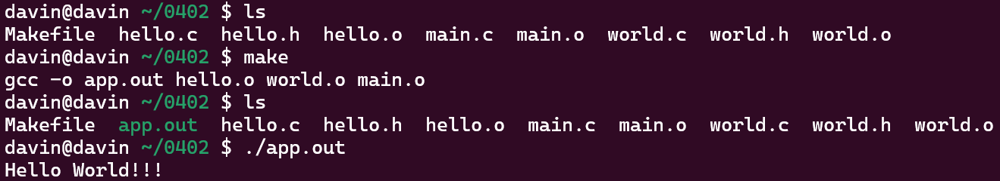 davin@davin ~/0402 $ ls
Makefile  hello.c  hello.h  hello.o  main.c  main.o  world.c  world.h  world.o
davin@davin ~/0402 $ make
gcc -o app.out hello.o world.o main.o
davin@davin ~/0402 $ ls
Makefile  app.out  hello.c  hello.h  hello.o  main.c  main.o  world.c  world.h  world.o
davin@davin ~/0402 $ ./app.out
Hello World!!!